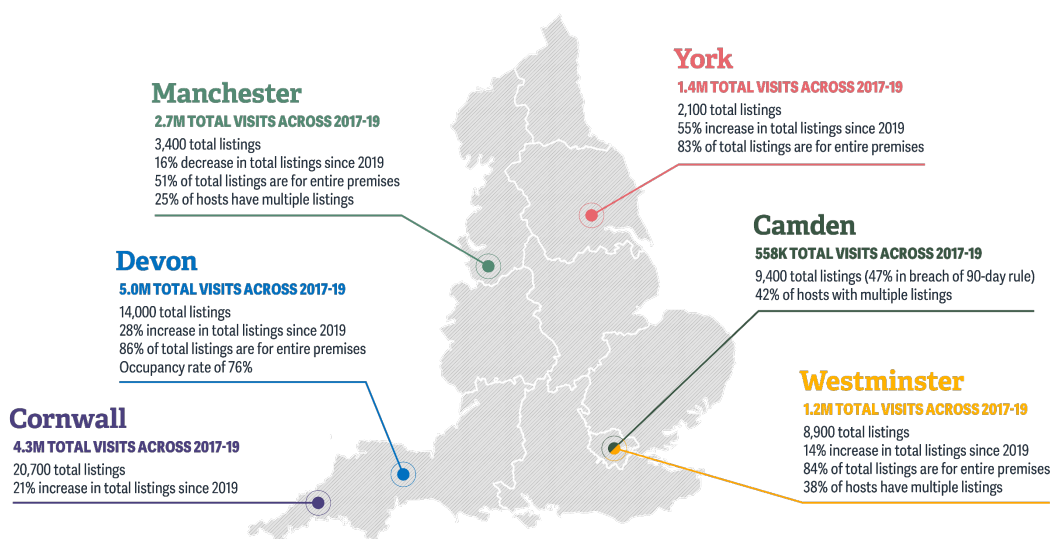 Manchester
2.7M TOTAL VISITS ACROSS 2017-19
3,400 total listings
16% decrease in total listings since 2019
51% of total listings are for entire premises
25% of hosts have multiple listings
York
1.4M TOTAL VISITS ACROSS 2017-19
2,100 total listings
55% increase in total listings since 2019
83% of total listings are for entire premises
Devon
5.0M TOTAL VISITS ACROSS 2017-19
14,000 total listings
28% increase in total listings since 2019
86% of total listings are for entire premises
Occupancy rate of 76%
Camden
558K TOTAL VISITS ACROSS 2017-19
9,400 total listings (47% in breach of 90-day rule)
42% of hosts with multiple listings
Cornwall
4.3M TOTAL VISITS ACROSS 2017-19
20,700 total listings
21% increase in total listings since 2019
Westminster
1.2M TOTAL VISITS ACROSS 2017-19
8,900 total listings
14% increase in total listings since 2019
84% of total listings are for entire premises
38% of hosts have multiple listings